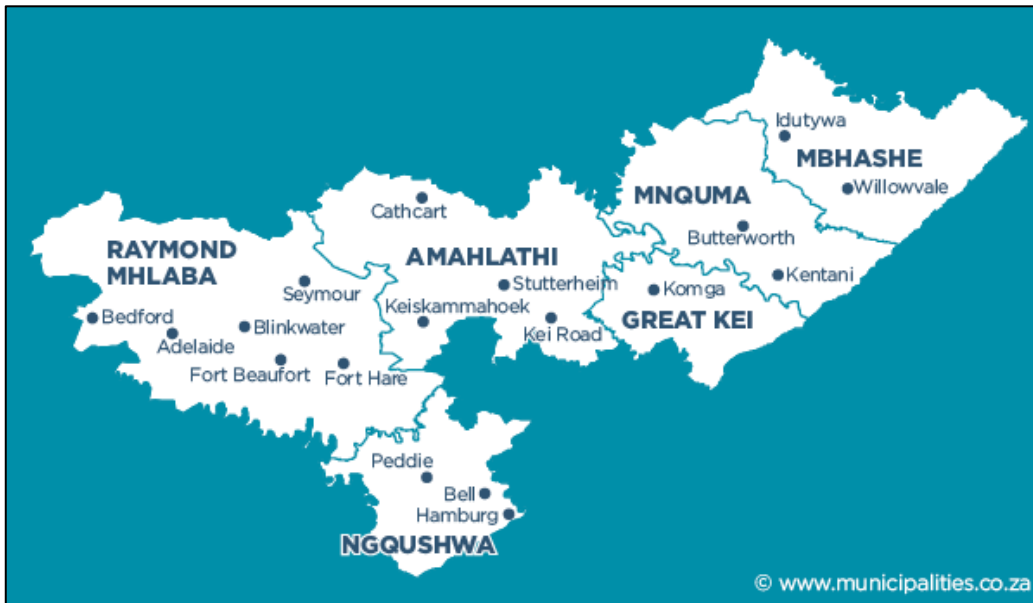 Idutywa
MBHASHE
Willowvale
MNQUMA
Butterworth
Kentani
Cathcart
AMAHLATHI
Stutterheim
Keiskammahoek
Kei Road
Komga
GREAT KEI
RAYMOND
MHLABA
Seymour
Bedford
Blinkwater
Adelaide
Fort Beaufort
Fort Hare
Peddie
Bell
Hamburg
NGQUSHWA
© www.municipalities.co.za